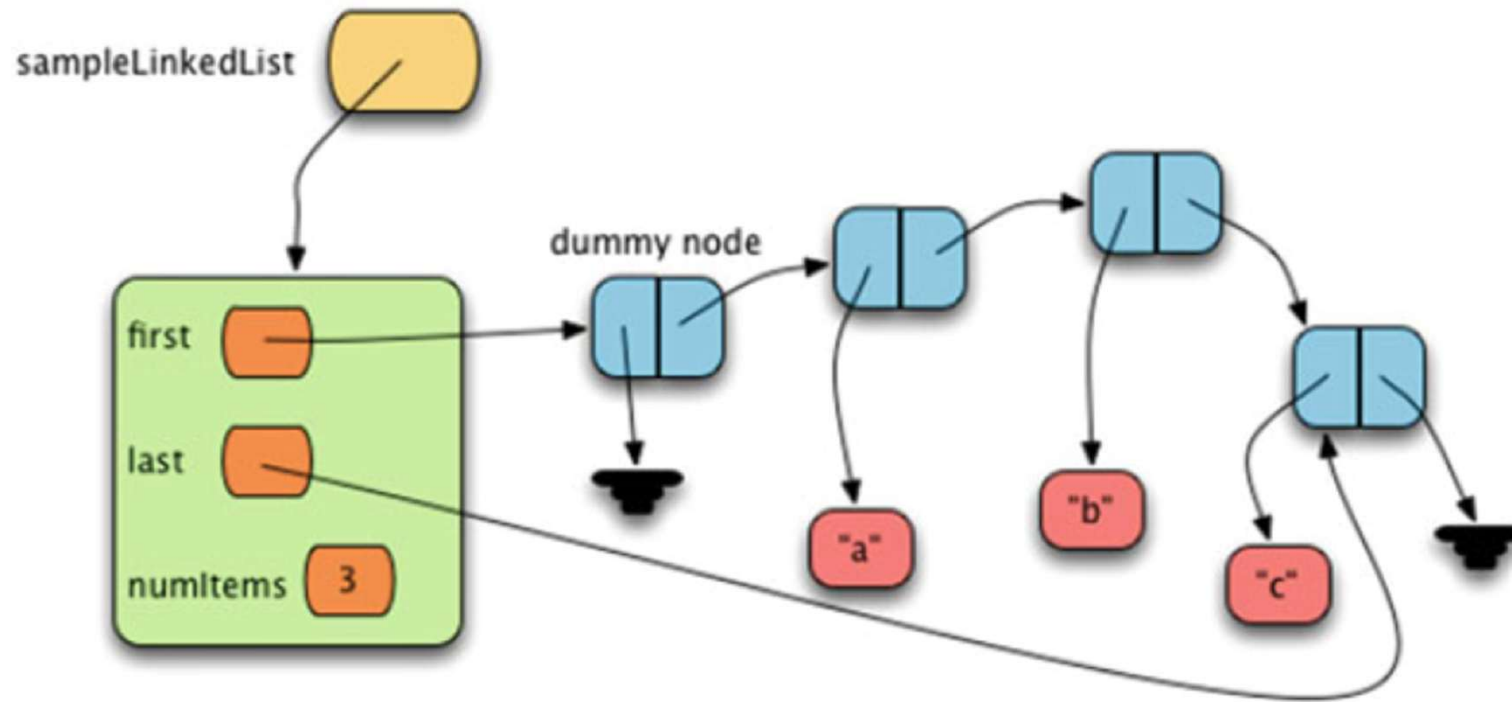 sampleLinkedList
dummy node
first
last
numItems 3
"a"
"b"
"c"